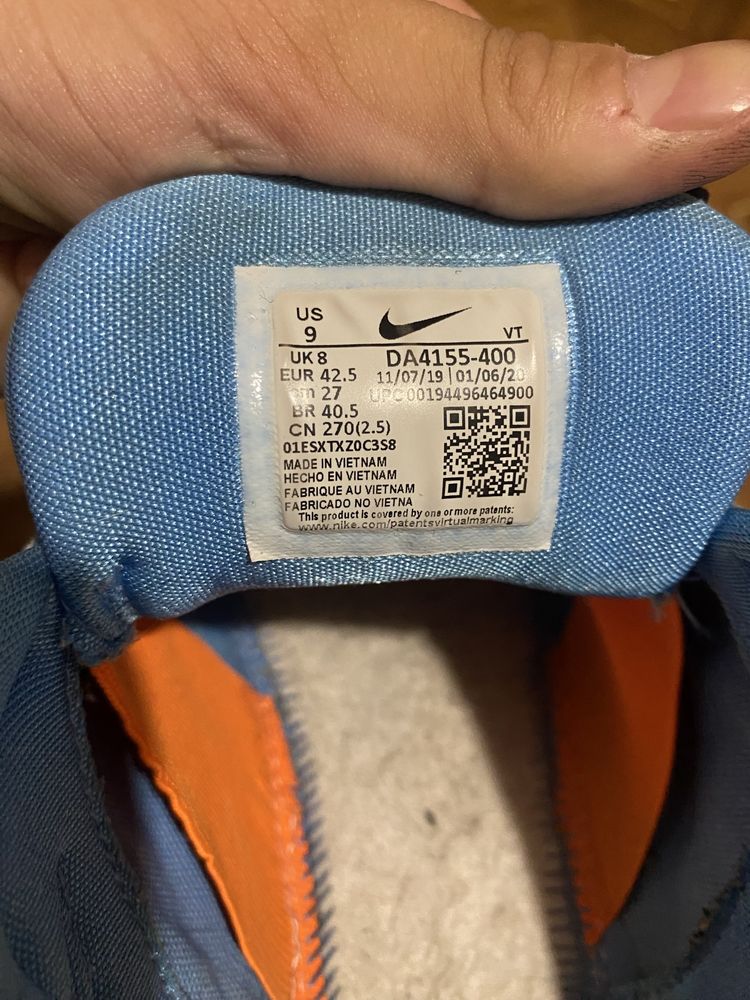 US
9
VT
UK 8
DA4155-400
EUR 42.5
11/07/19 | 01/06/20
cm 27
UPC 00194496464900
BR 40.5
CN 270(2.5)
01ESXTXZ0C3S8
MADE IN VIETNAM
HECHO EN VIETNAM
FABRIQUE AU VIETNAM
FABRICADO NO VIETNA
This product is covered by one or more patents:
www.nike.com/patentsvirtualmarking